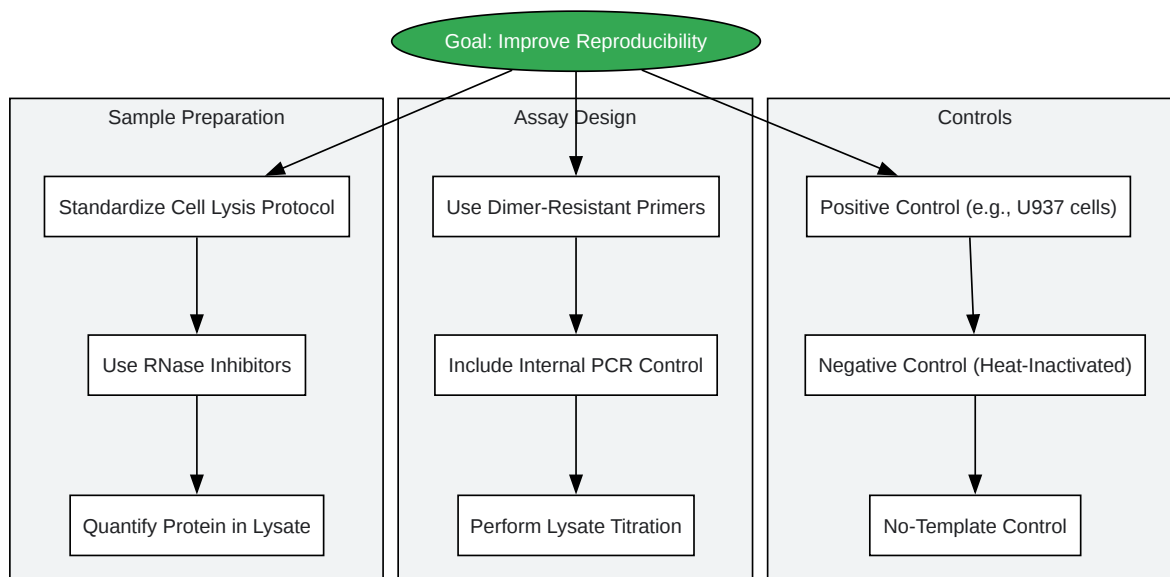 Goal: Improve Reproducibility
Sample Preparation
Standardize Cell Lysis Protocol
Use RNase Inhibitors
Quantify Protein in Lysate
Assay Design
Use Dimer-Resistant Primers
Include Internal PCR Control
Perform Lysate Titration
Controls
Positive Control (e.g., U937 cells)
Negative Control (Heat-Inactivated)
No-Template Control